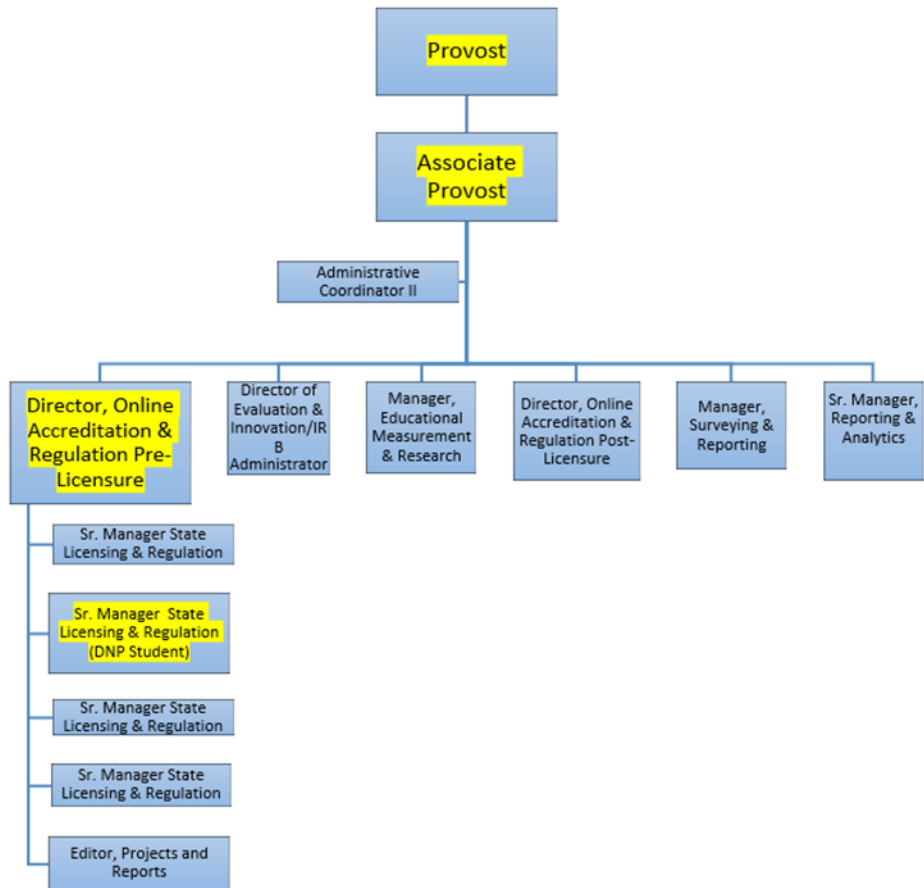 Provost
Associate
Provost
Administrative
Coordinator II
Director, Online
Accreditation &
Regulation Pre-
Licensure
Director of
Evaluation &
Innovation/IR
B
Administrator
Manager,
Educational
Measurement
& Research
Director, Online
Accreditation &
Regulation Post-
Licensure
Manager,
Surveying &
Reporting
Sr. Manager,
Reporting &
Analytics
Sr. Manager State
Licensing & Regulation
Sr. Manager State
Licensing & Regulation
(DNP Student)
Sr. Manager State
Licensing & Regulation
Sr. Manager State
Licensing & Regulation
Editor, Projects and
Reports